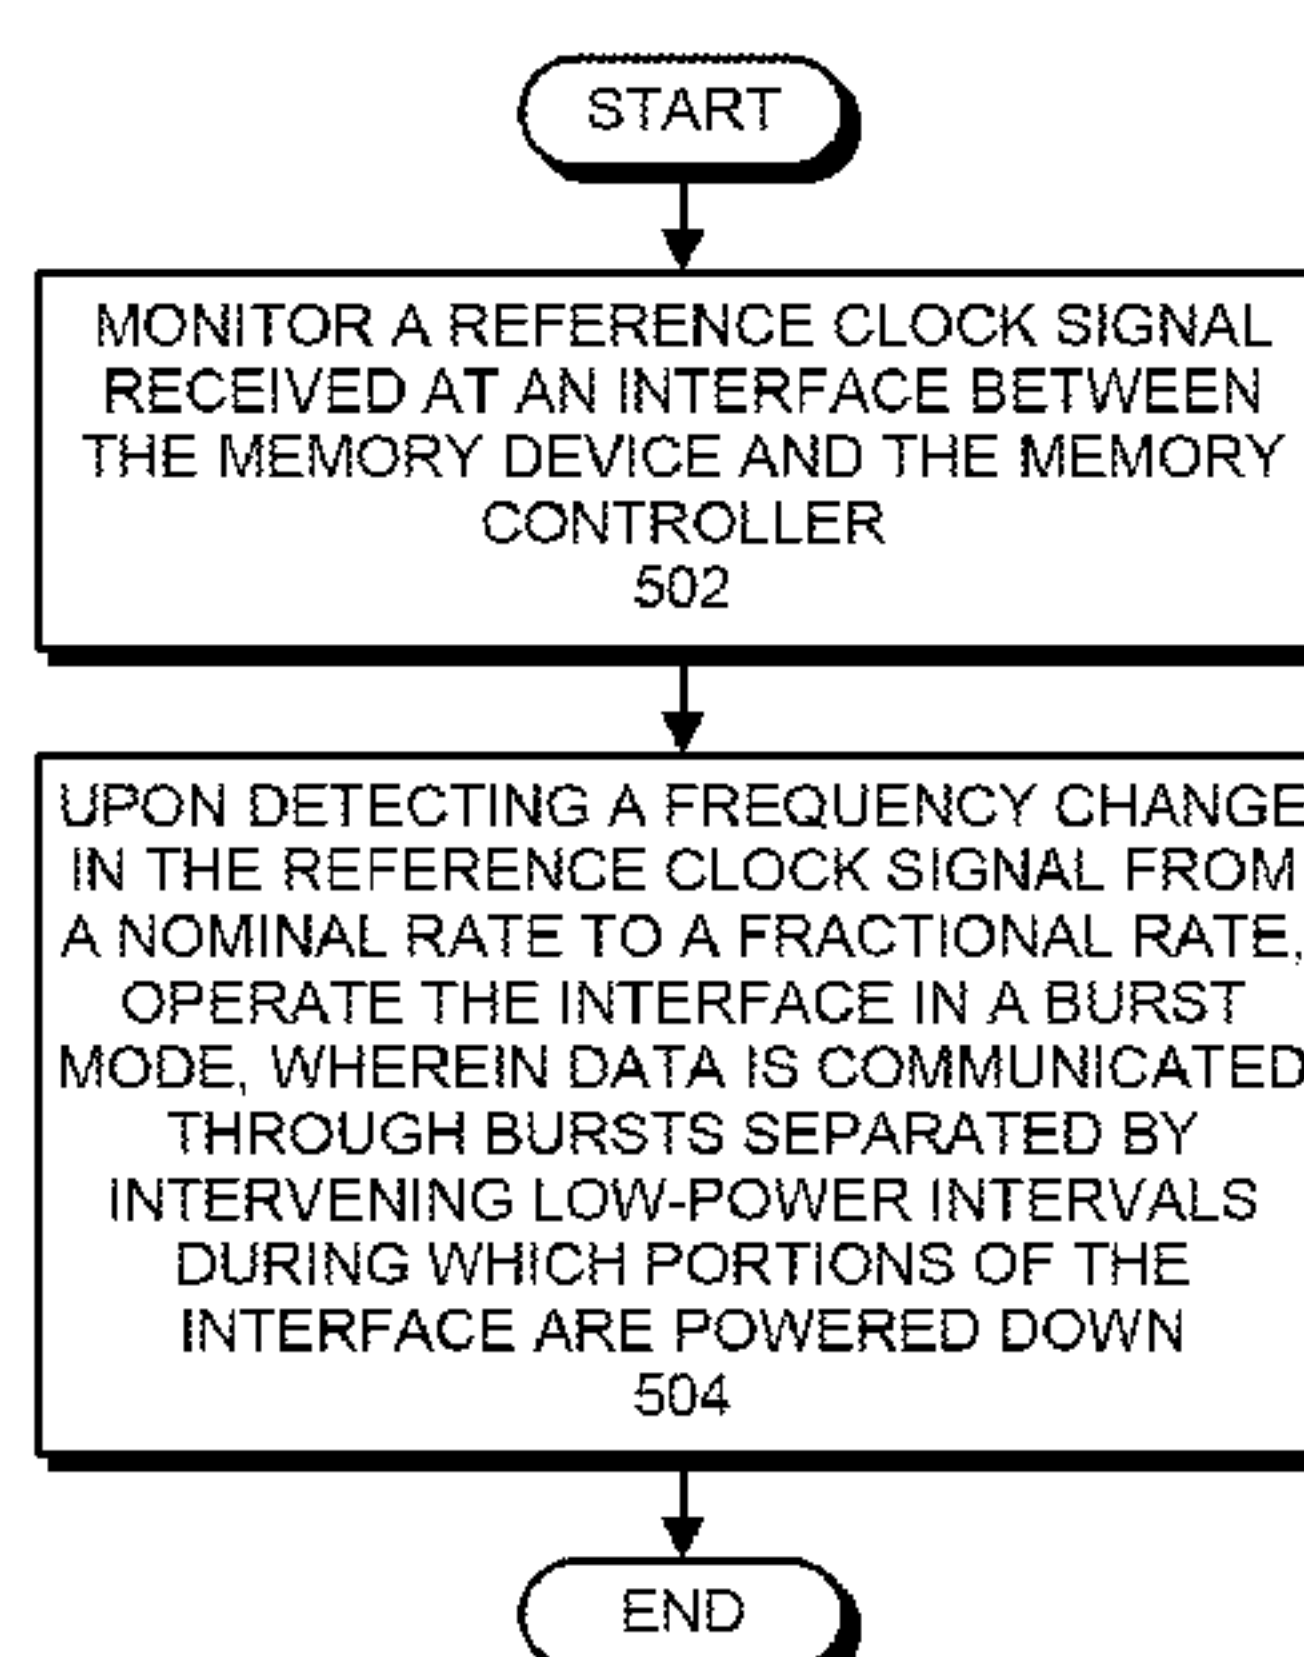 START
MONITOR A REFERENCE CLOCK SIGNAL
RECEIVED AT AN INTERFACE BETWEEN
THE MEMORY DEVICE AND THE MEMORY
CONTROLLER
502
UPON DETECTING A FREQUENCY CHANGE
IN THE REFERENCE CLOCK SIGNAL FROM
A NOMINAL RATE TO A FRACTIONAL RATE,
OPERATE THE INTERFACE IN A BURST
MODE, WHEREIN DATA IS COMMUNICATED
THROUGH BURSTS SEPARATED BY
INTERVENING LOW-POWER INTERVALS
DURING WHICH PORTIONS OF THE
INTERFACE ARE POWERED DOWN
504
END